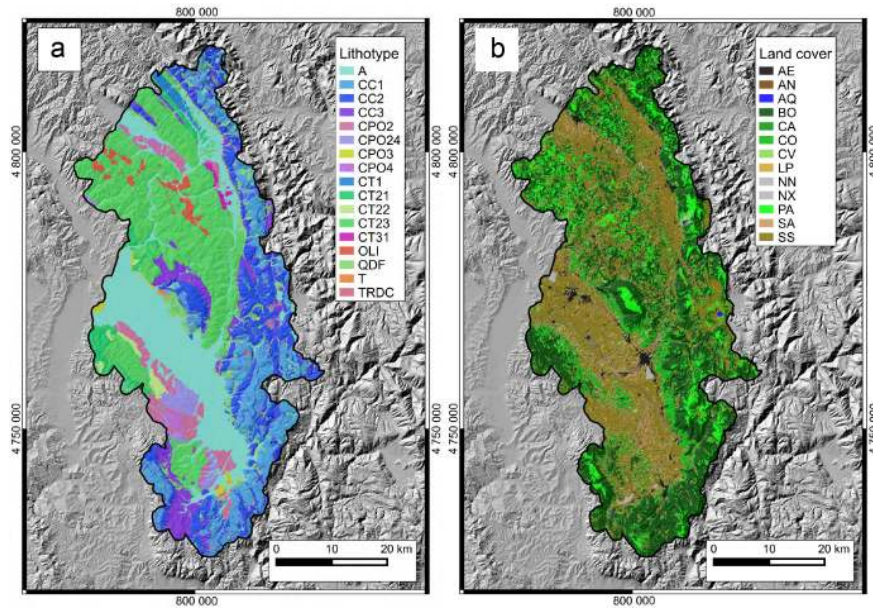 800 000
800 000
a
Lithotype
A
CC1
CC2
CC3
CPO2
CPO24
CPO3
CPO4
CT1
CT21
CT22
CT23
CT31
OLI
QDF
T
TRDC
b
Land cover
AE
AN
AQ
BO
CA
CO
CV
LP
NN
NX
PA
SA
SS
4 800 000
4 800 000
4 750 000
4 750 000
0 10 20 km
0 10 20 km
800 000
800 000